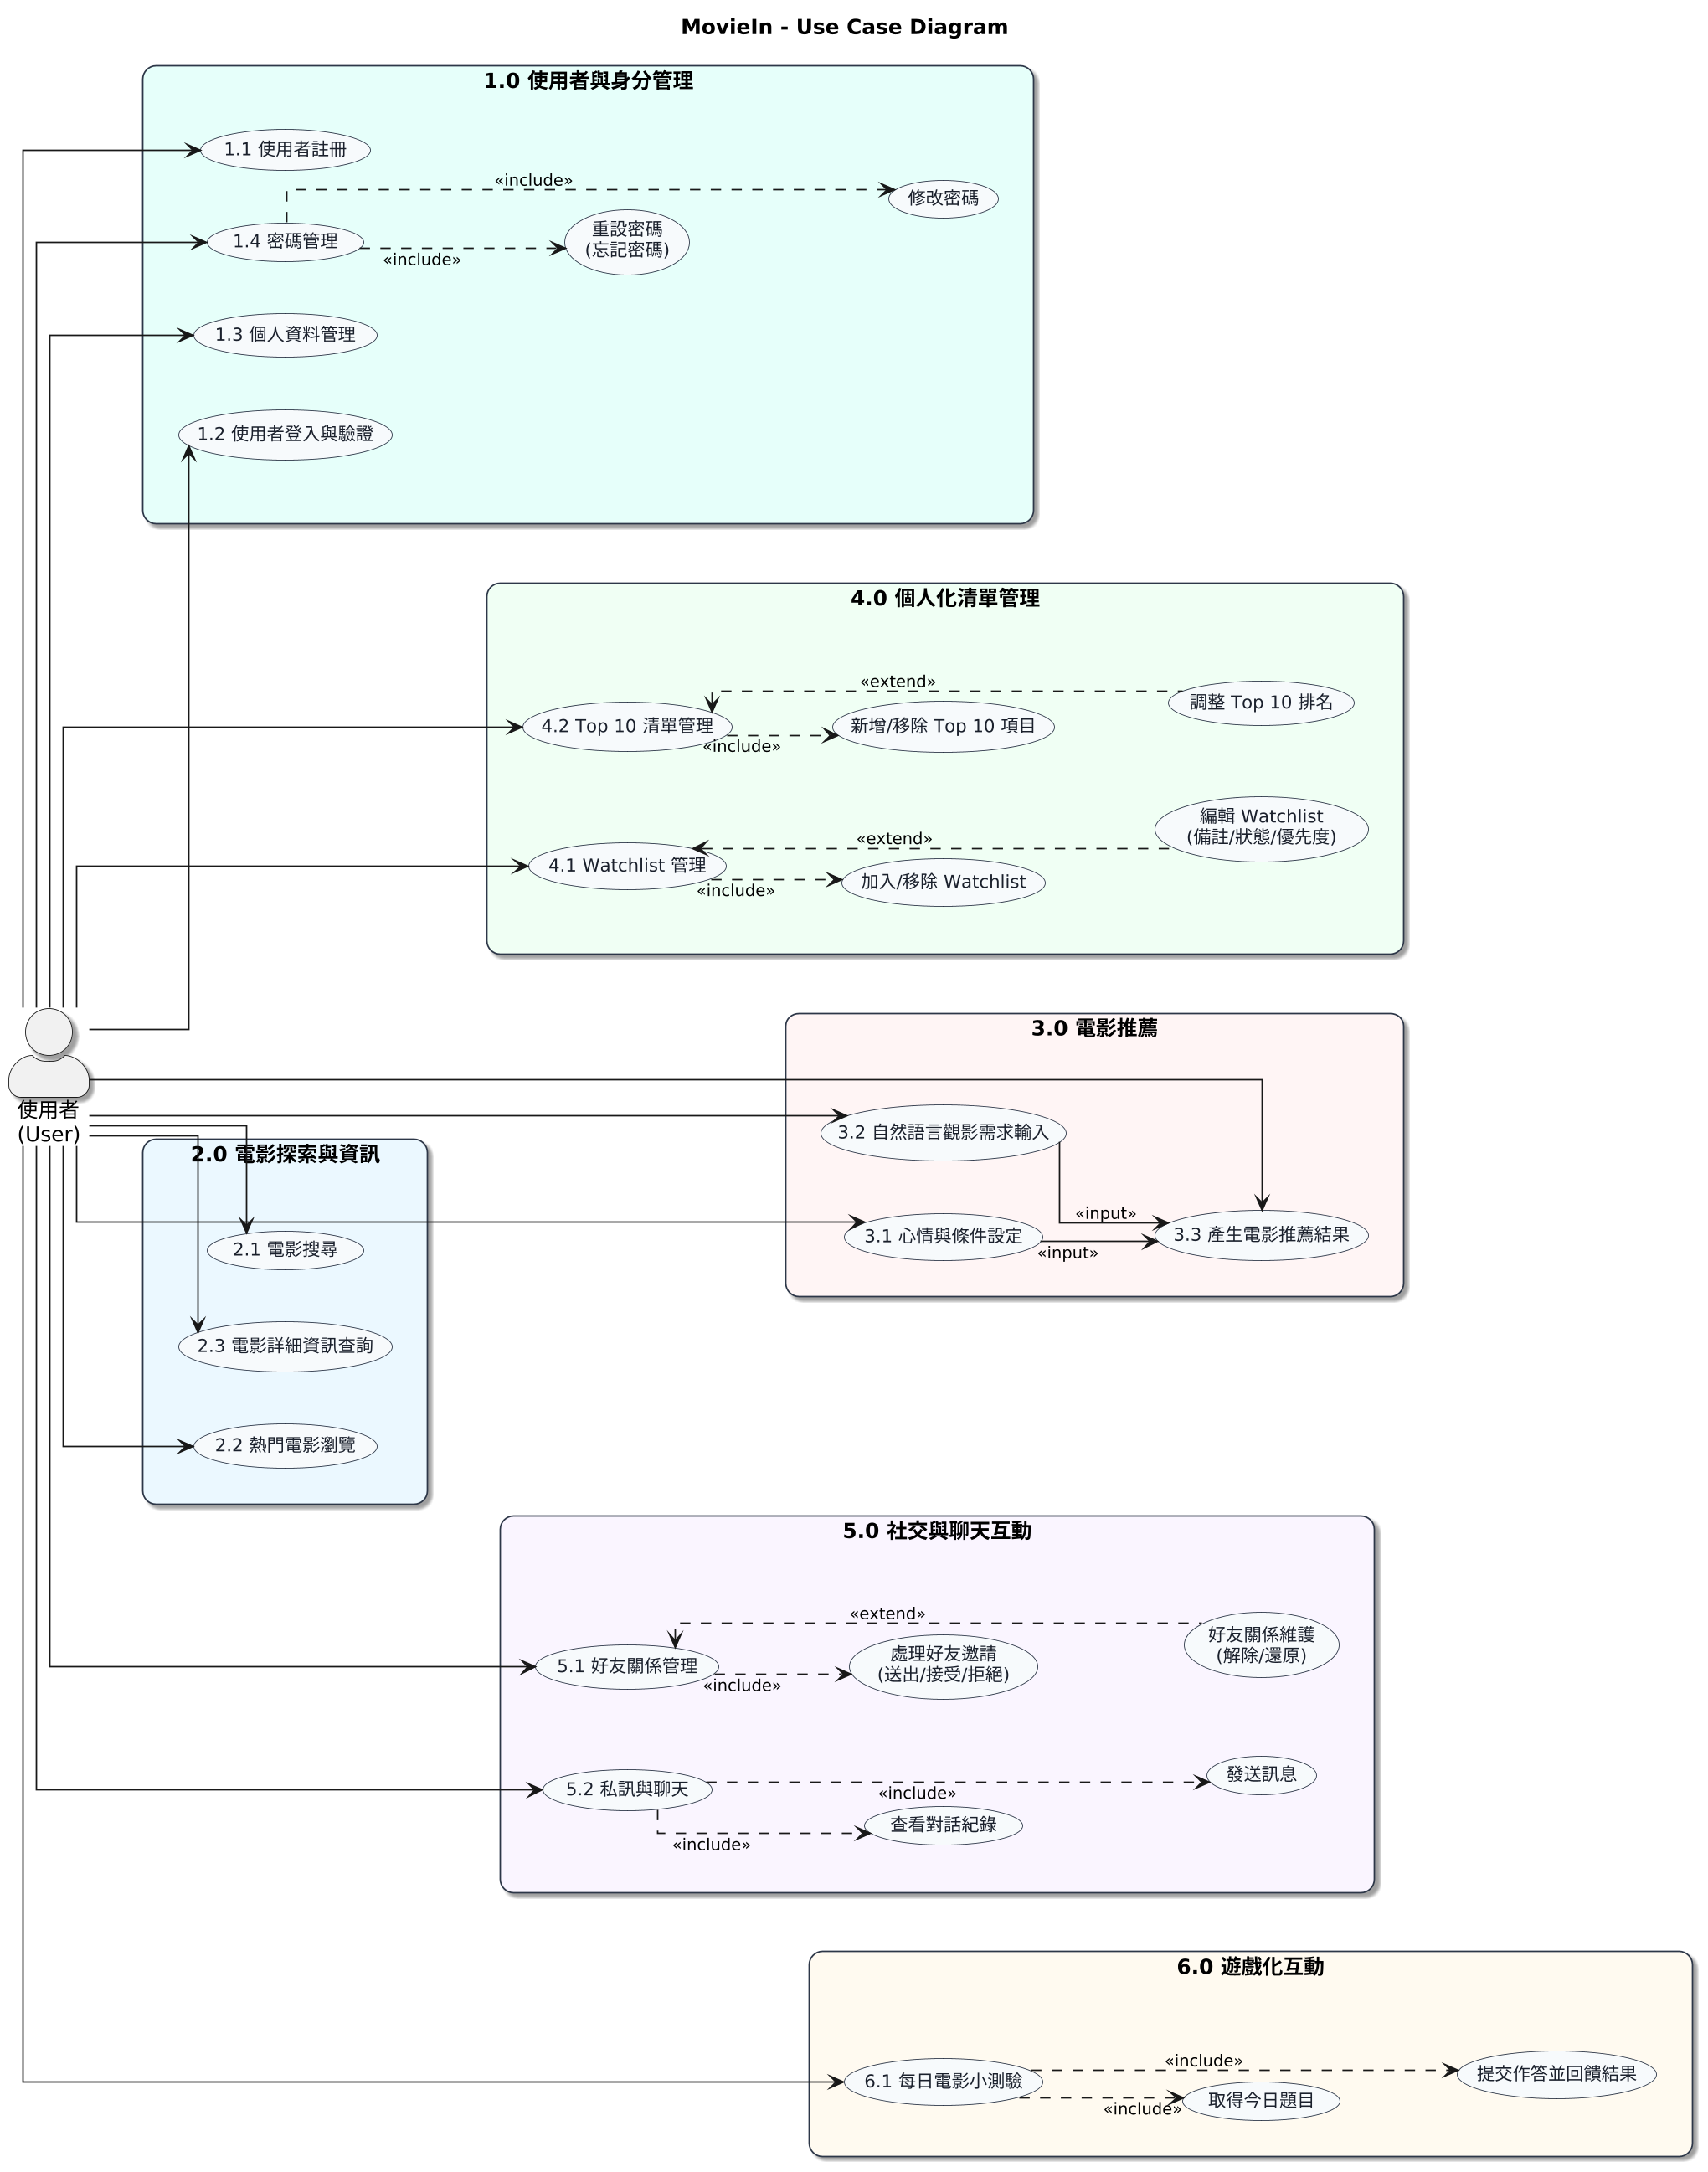 MovieIn - Use Case Diagram
1.0 使用者與身分管理
1.1 使用者註冊
«include»
修改密碼
1.4 密碼管理
重設密碼
(忘記密碼)
«include»
1.3 個人資料管理
1.2 使用者登入與驗證
4.0 個人化清單管理
«extend»
調整 Top 10 排名
4.2 Top 10 清單管理
新增/移除 Top 10 項目
«include»
編輯 Watchlist
(備註/狀態/優先度)
«extend»
4.1 Watchlist 管理
加入/移除 Watchlist
«include»
使用者
(User)
3.0 電影推薦
3.2 自然語言觀影需求輸入
«input»
3.1 心情與條件設定
3.3 產生電影推薦結果
«input»
2.0 電影探索與資訊
2.1 電影搜尋
2.3 電影詳細資訊查詢
2.2 熱門電影瀏覽
5.0 社交與聊天互動
«extend»
好友關係維護
(解除/還原)
5.1 好友關係管理
處理好友邀請
(送出/接受/拒絕)
«include»
5.2 私訊與聊天
發送訊息
«include»
查看對話紀錄
«include»
6.0 遊戲化互動
«include»
提交作答並回饋結果
6.1 每日電影小測驗
取得今日題目
«include»